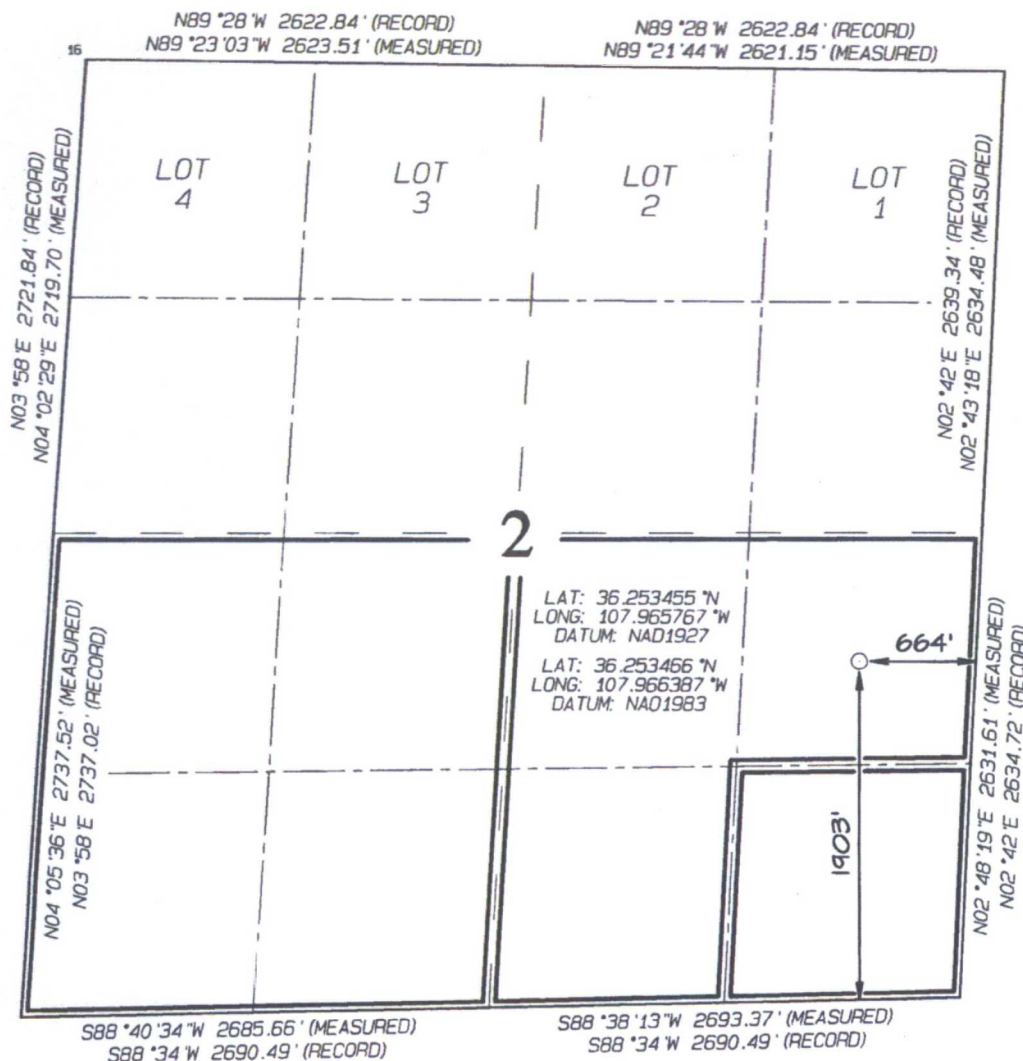 N89°28'W 2622.84' (RECORD)
N89°23'03"W 2623.51' (MEASURED)
N89°28'W 2622.84' (RECORD)
N89°21'44"W 2621.15' (MEASURED)
16
LOT
4
LOT
3
LOT
2
LOT
1
N03°58'E 2721.84' (RECORD)
N04°02'29"E 2719.70' (MEASURED)
N02°42'E 2639.34' (RECORD)
N02°43'18"E 2634.48' (MEASURED)
2
LAT: 36.253455°N
LONG: 107.965767°W
DATUM: NAD1927
LAT: 36.253466°N
LONG: 107.966387°W
DATUM: NAD1983
664'
1903'
N04°05'36"E 2737.52' (MEASURED)
N03°58'E 2737.02' (RECORD)
N02°48'19"E 2631.61' (MEASURED)
N02°42'E 2634.72' (RECORD)
S88°40'34"W 2685.66' (MEASURED)
S88°34'W 2690.49' (RECORD)
S88°38'13"W 2693.37' (MEASURED)
S88°34'W 2690.49' (RECORD)